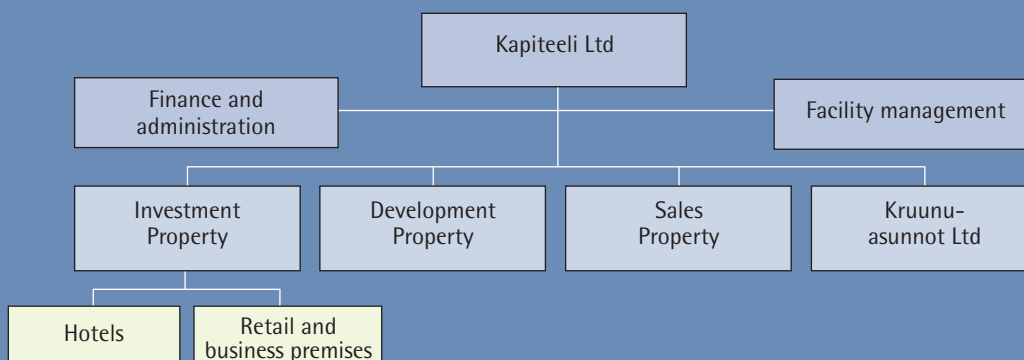 Kapiteeli Ltd
Finance and
administration
Facility management
Investment
Property
Development
Property
Sales
Property
Kruunu-
asunnot Ltd
Hotels
Retail and
business premises